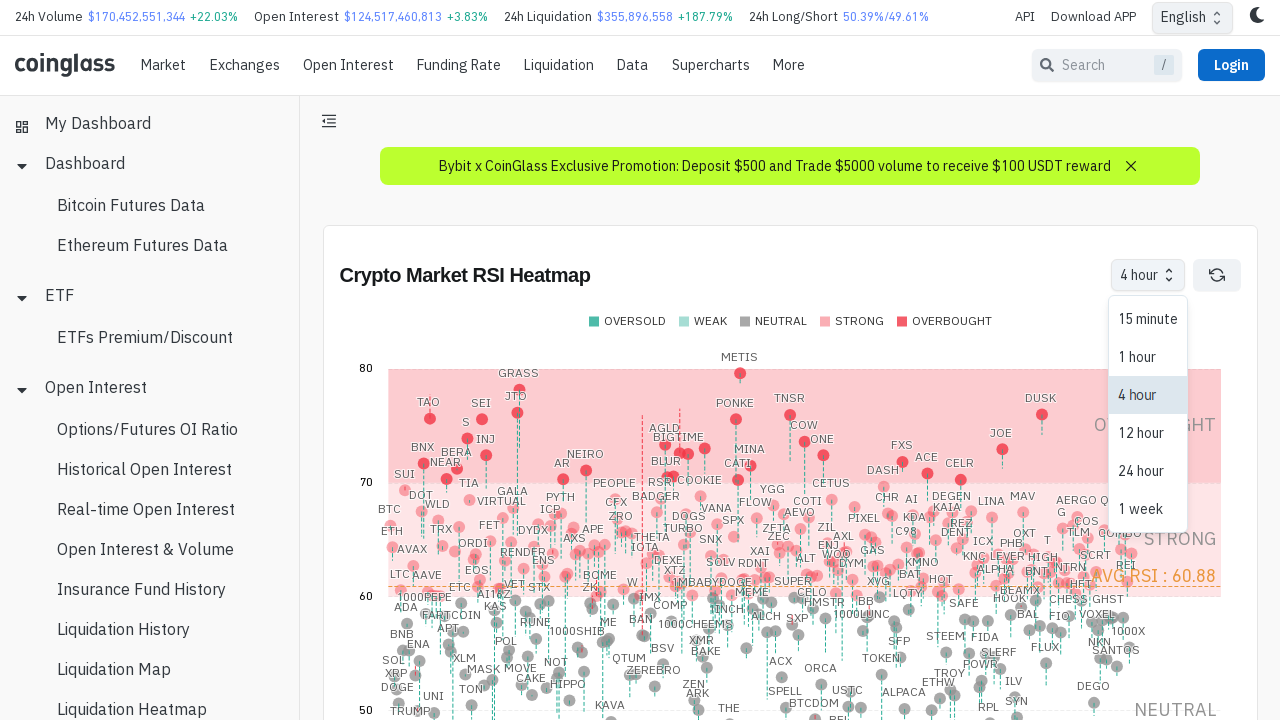 24h Volume $170,452,551,344 +22.03% Open Interest $124,517,460,813 +3.83% 24h Liquidation $355,896,558 +187.79% 24h Long/Short 50.39%/49.61% API Download APP English
coinglass Market Exchanges Open Interest Funding Rate Liquidation Data Supercharts More Search / Login
My Dashboard
Dashboard
Bitcoin Futures Data
Ethereum Futures Data
ETF
ETFs Premium/Discount
Open Interest
Options/Futures OI Ratio
Historical Open Interest
Real-time Open Interest
Open Interest & Volume
Insurance Fund History
Liquidation History
Liquidation Map
Liquidation Heatmap
Bybit x CoinGlass Exclusive Promotion: Deposit $500 and Trade $5000 volume to receive $100 USDT reward
Crypto Market RSI Heatmap
4 hour
15 minute
1 hour
4 hour
12 hour
24 hour
1 week
OVERSOLD WEAK NEUTRAL STRONG OVERBOUGHT
80
70
60
50
METIS
GRASS
TAO SEI JTO PONKE TNSR DUSK
S AGLD COW
BNX INJ BIGTIME ONE JOE
BERA MINA FXS
NEAR AR NEIRO BLUR CATI ACE
SUI TIA PEOPLE RSR COOKIE CETUS DASH CELR
DOT GALA BADGER YGG
WLD VIRTUAL PYTH CFX FLOW COTI CHR AI DEGEN LINA MAV AERGO
BTC ICP ZRO DOGS VANA AEVO PIXEL KDA KAIA G
ETH TRX FET DYDX APE TURBO SPX ZETA ZIL C98 REZ COS
AXS THETA SNX ZEC AXL DENT OXT TLM
AVAX ORDI RENDER IOTA XAI ENJ GAS ICX PHB T
ENS DEXE SOLV RDNT ALT WOO KMNO KNC LEVER HIGH SCRT
LTC AAVE EOS BOME XTZ DYM BAT ALPHA BNT NTRN REI
ETC VET STX ZK W 1MBABYDOGE SUPER XVG HOT HFT
AVG RSI : 60.88
1000PEPE AI16Z IMX MEME CELO LQTY BEAMX
ADA KAS COMP 1INCH HMSTR BB SAFE HOOK CHESS GHST
FARTCOIN RUNE ME BAN ALCH SXP 1000LUNC BAL FIO VOXEL
BNB APT 1000SHIB 1000CHEEMS SFP STEEM FIDA 1000X
ENA POL XMR FLUX NKN
SOL XLM QTUM BSV BAKE TOKEN SLERF SANTOS
XRP MASK MOVE NOT ZEREBRO ACX ORCA TROY POWR
DOGE TON CAKE HIPPO ZEN SPELL USTC ETHW ILV DEGO
UNI KAVA ARK BTCDOM ALPACA SYN
TRUMP THE RPL
STRONG
NEUTRAL